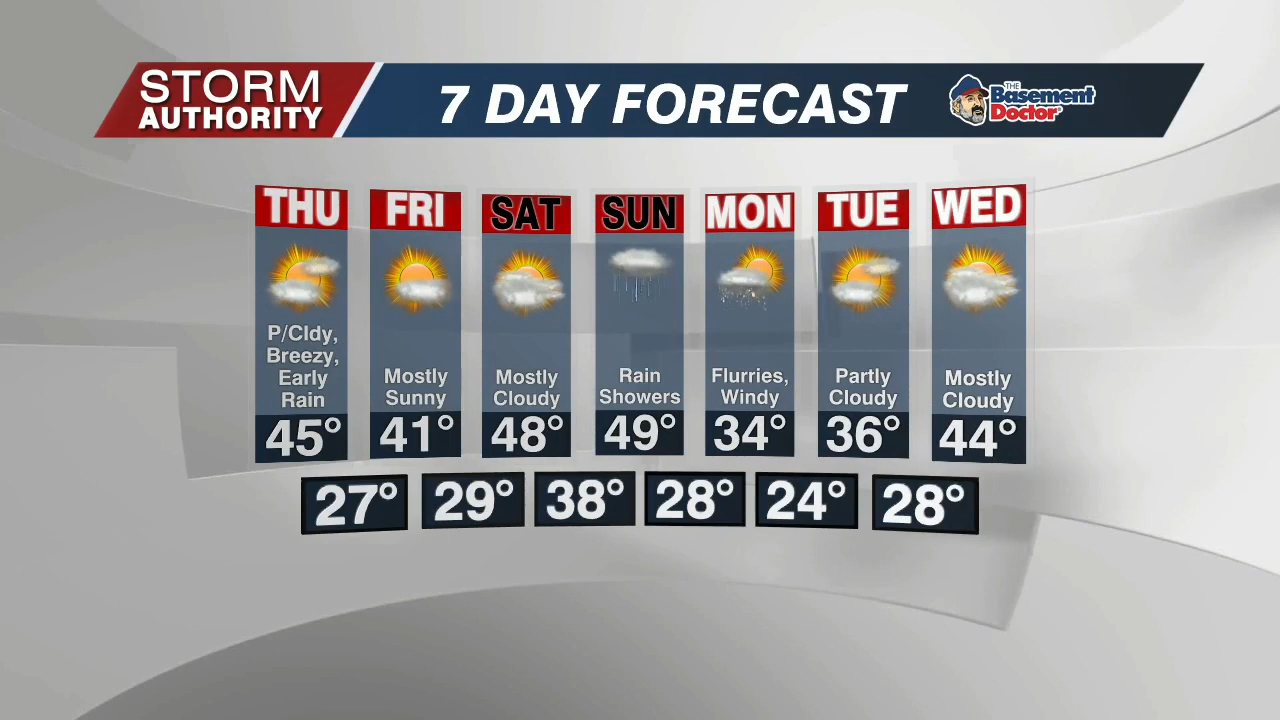 STORM
AUTHORITY
7 DAY FORECAST
THE
Basement
Doctor
THU
FRI
SAT
SUN
MON
TUE
WED
P/Cldy,
Breezy,
Early
Rain
Mostly
Sunny
Mostly
Cloudy
Rain
Showers
Flurries,
Windy
Partly
Cloudy
Mostly
Cloudy
45°
41°
48°
49°
34°
36°
44°
27°
29°
38°
28°
24°
28°